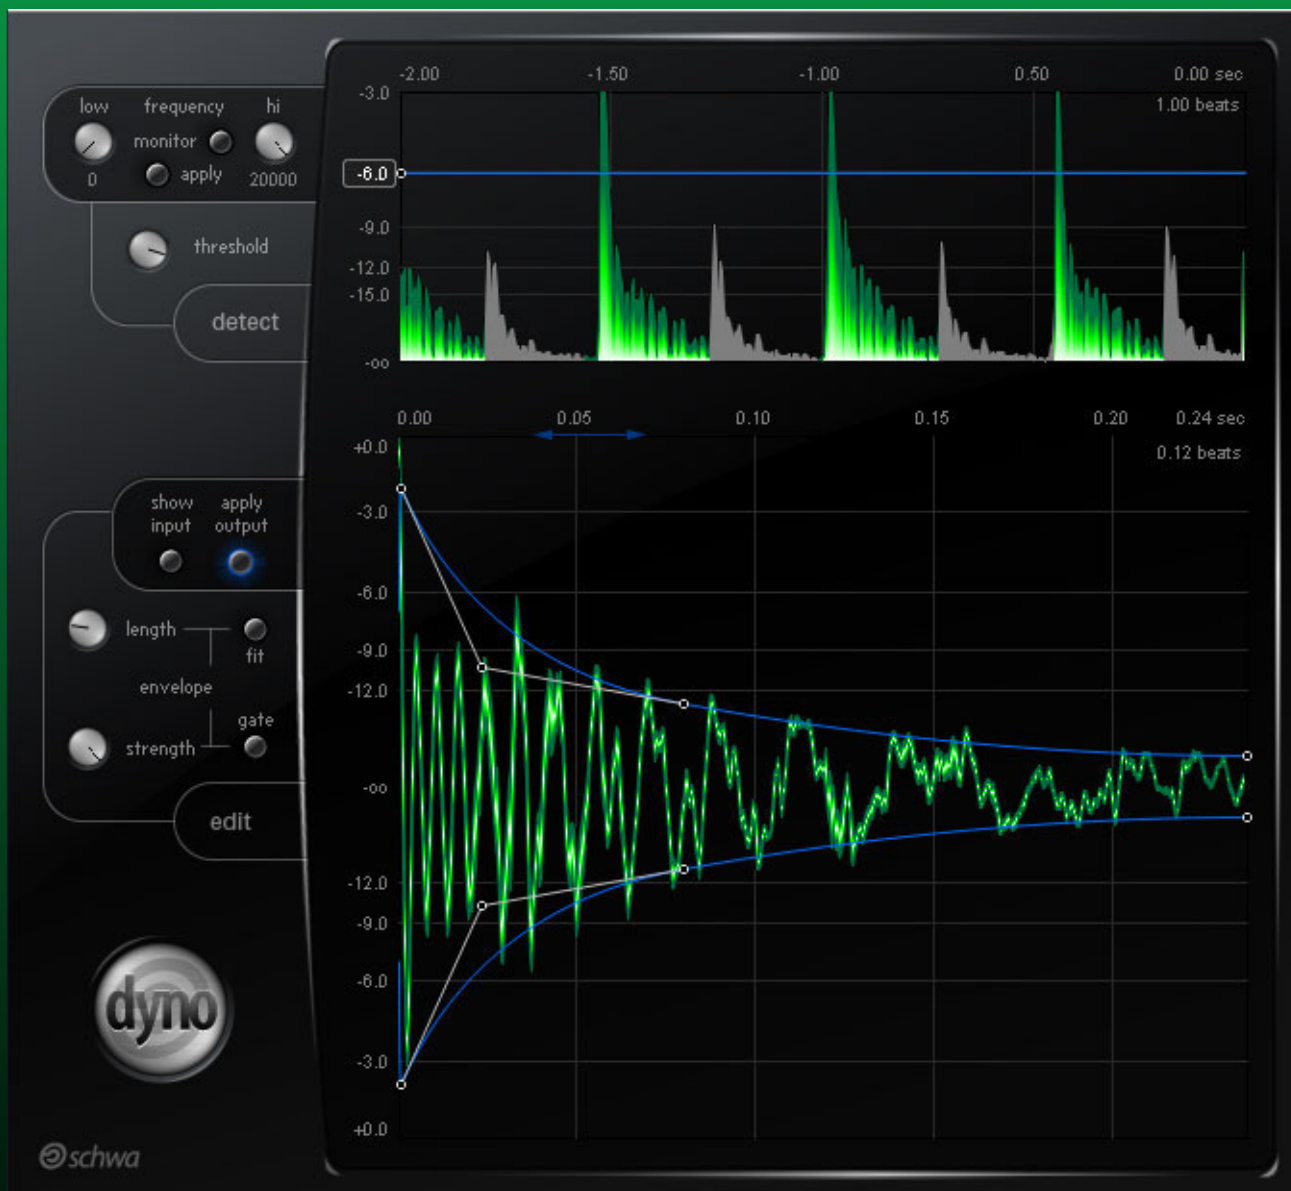 low frequency hi
monitor
apply
0 20000
threshold
detect
show apply
input output
length
fit
envelope
gate
strength
edit
dyno
schwa
-2.00 -1.50 -1.00 0.50 0.00 sec
1.00 beats
-3.0
-6.0
-9.0
-12.0
-15.0
-oo
0.00 0.05 0.10 0.15 0.20 0.24 sec
0.12 beats
+0.0
-3.0
-6.0
-9.0
-12.0
-oo
-12.0
-9.0
-6.0
-3.0
+0.0